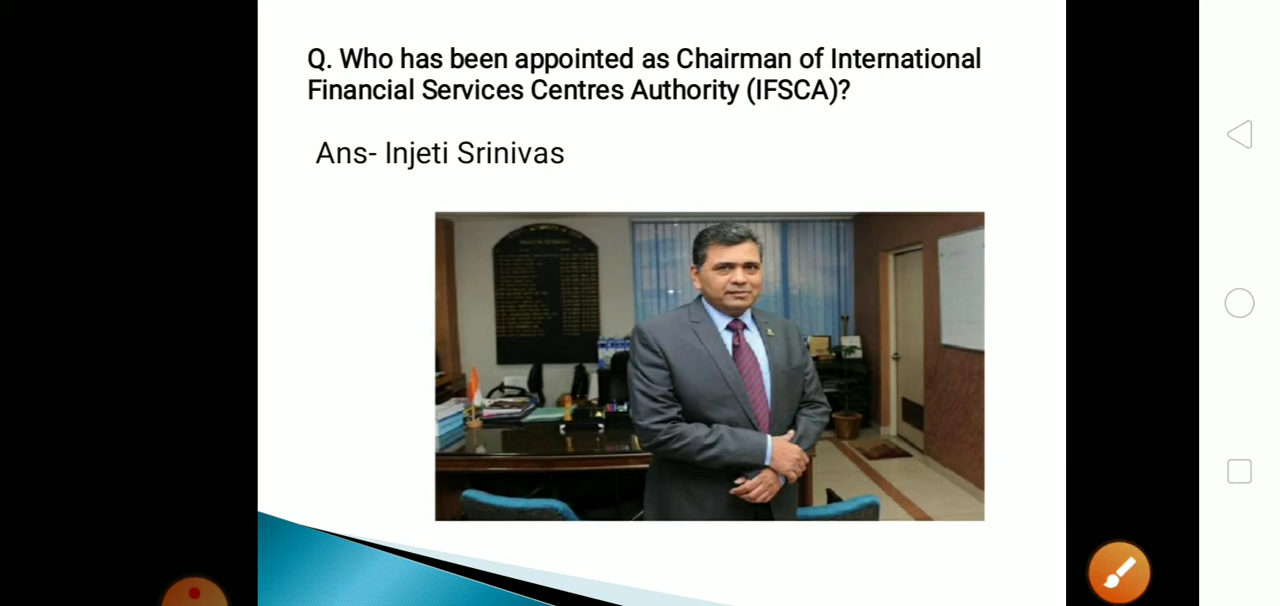 Q. Who has been appointed as Chairman of International
Financial Services Centres Authority (IFSCA)?
Ans- Injeti Srinivas